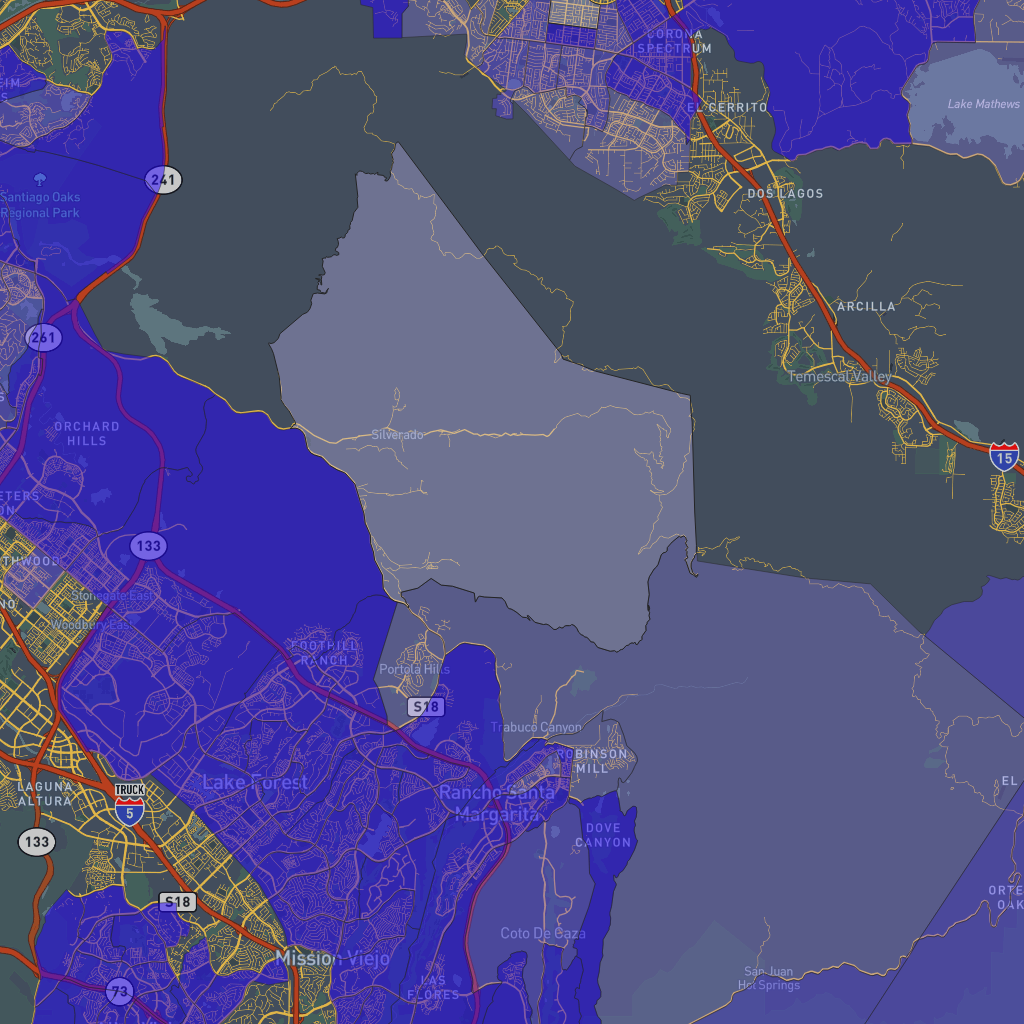 CORONA
SPECTRUM
EL CERRITO
Lake Mathews
241
DOS LAGOS
Santiago Oaks
Regional Park
ARCILLA
261
Temescal Valley
ORCHARD
HILLS
Silverado
15
133
THWOOD
Stonegate East
Woodbury East
FOOTHILL
RANCH
Portola Hills
S18
Trabuco Canyon
ROBINSON
MILL
Lake Forest
EL
LAGUNA
ALTURA
TRUCK
5
Rancho Santa
Margarita
DOVE
CANYON
133
S18
ORTE
OAK
Coto De Caza
Mission Viejo
San Juan
Hot Springs
LAS
FLORES
73